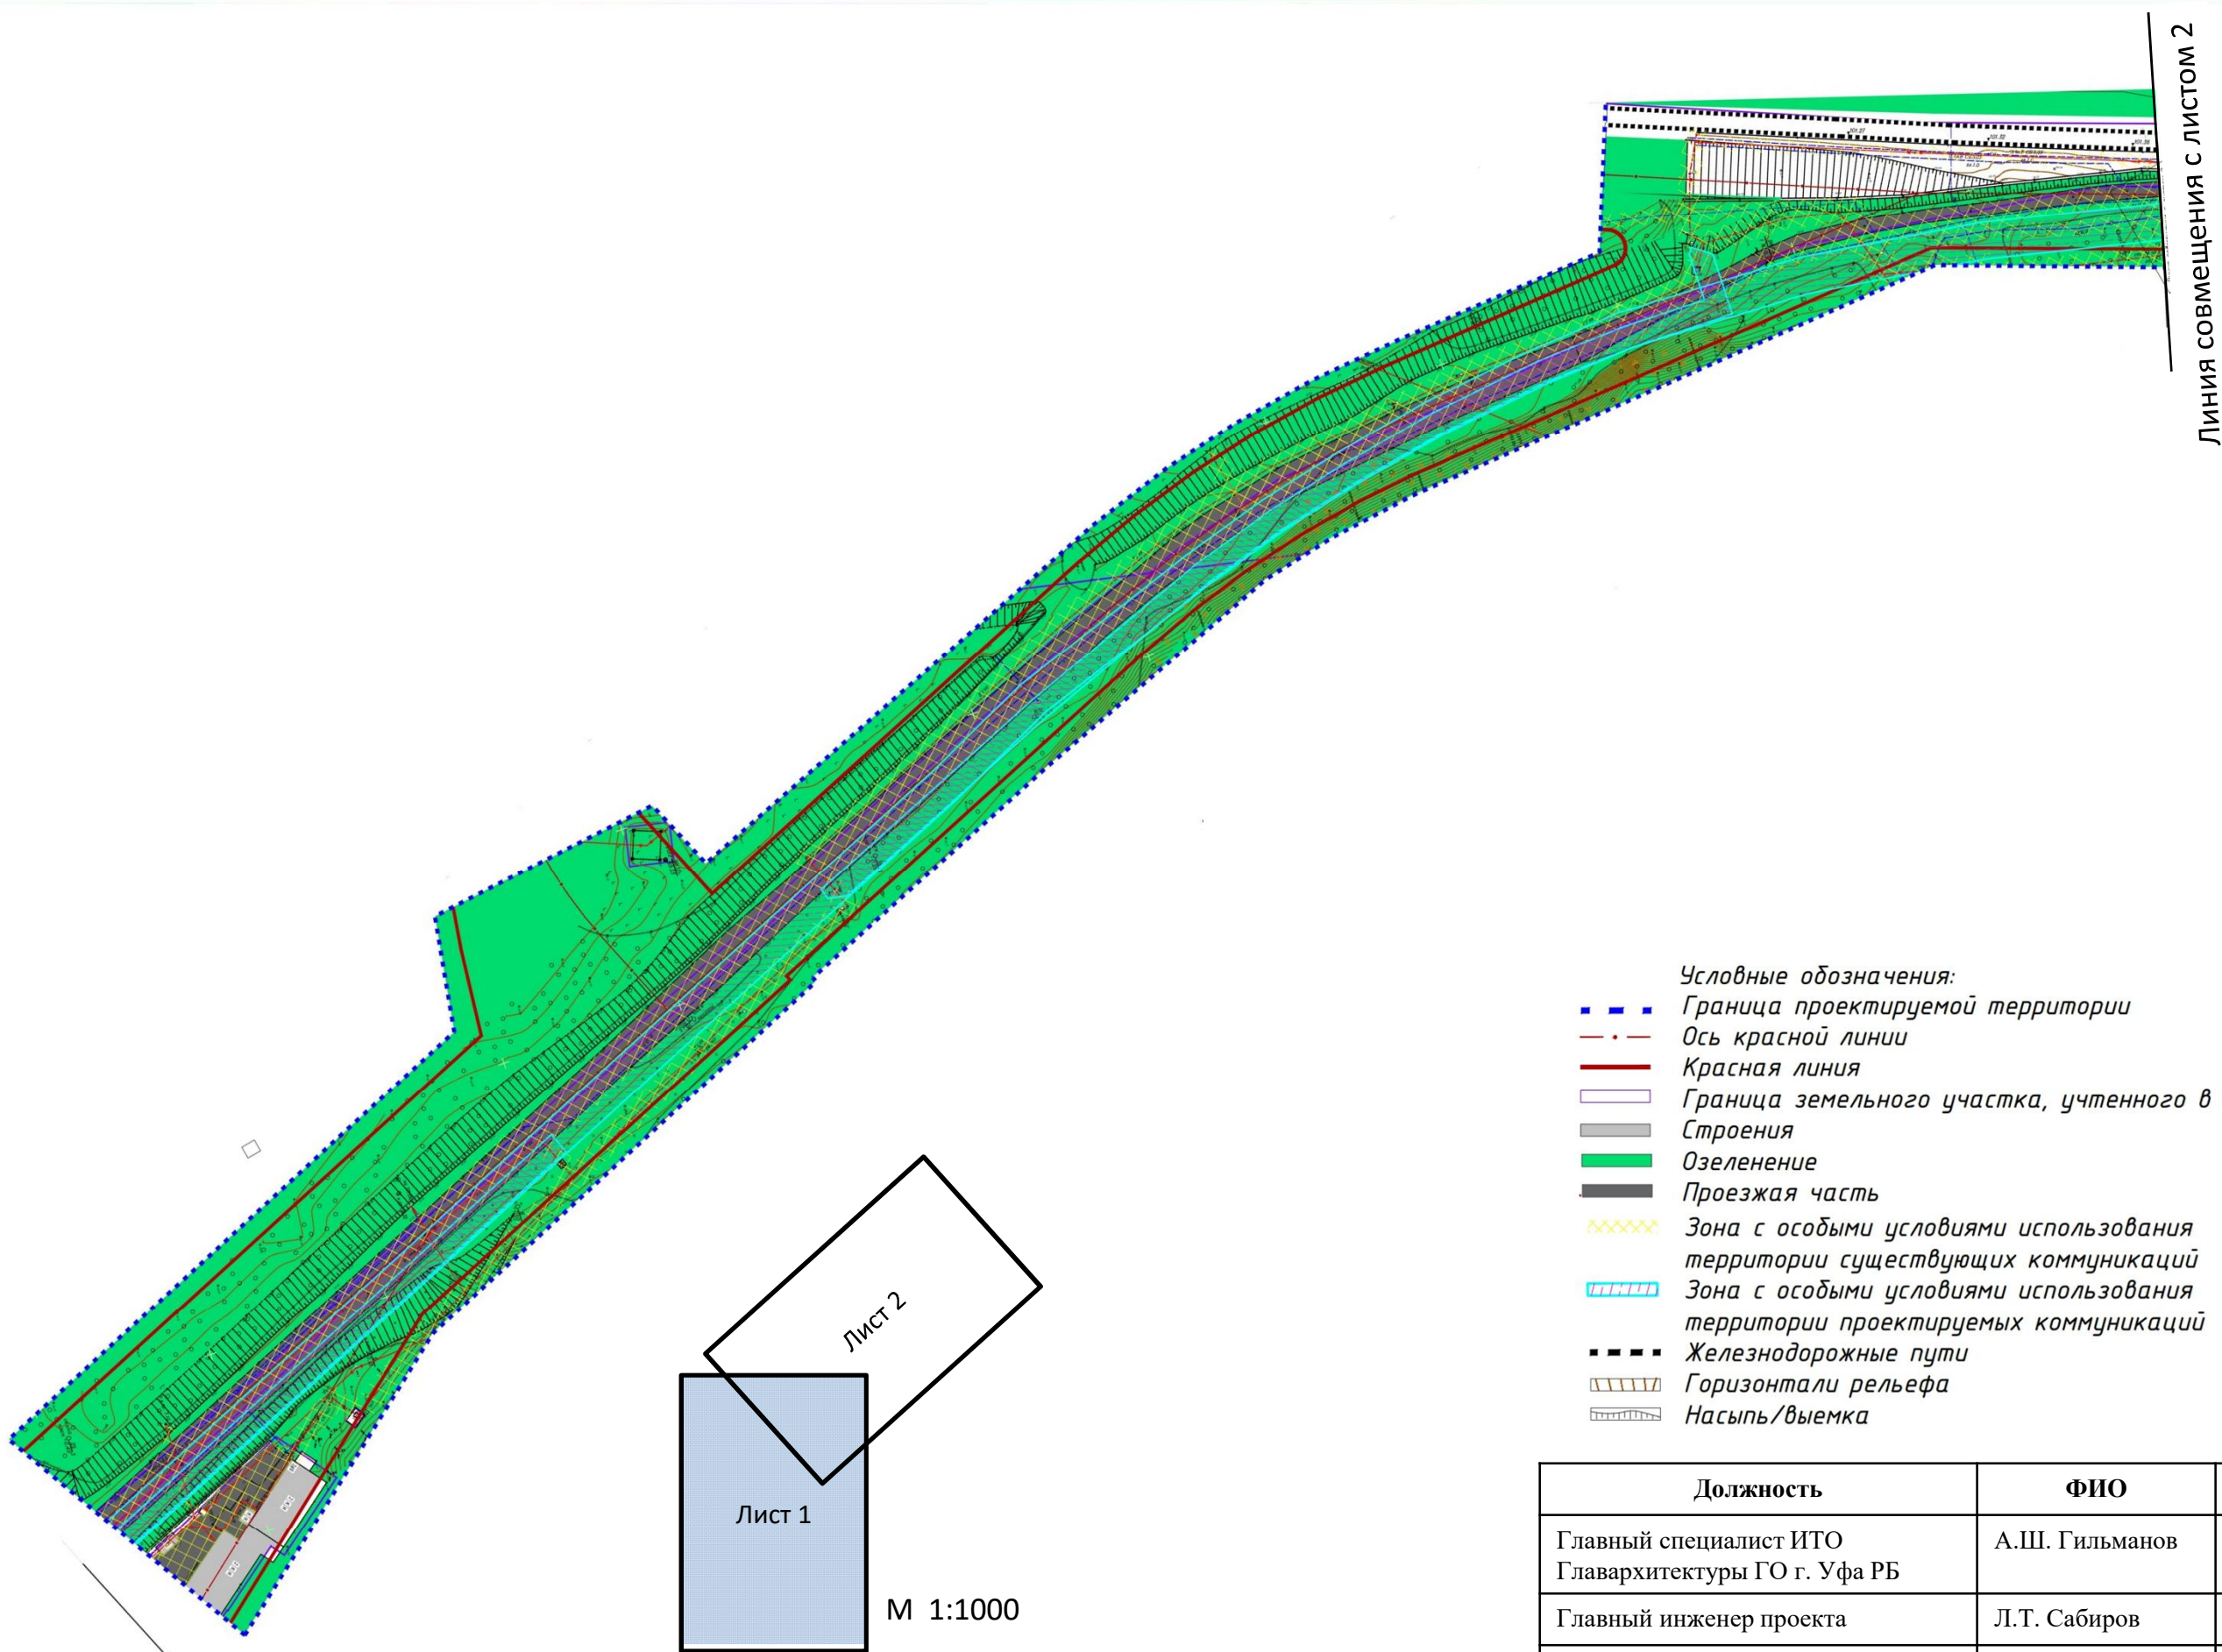 Линия совмещения с листом 2
Условные обозначения:
Граница проектируемой территории
Ось красной линии
Красная линия
Граница земельного участка, учтенного в
Строения
Озеленение
Проезжая часть
Зона с особыми условиями использования
территории существующих коммуникаций
Зона с особыми условиями использования
территории проектируемых коммуникаций
Железнодорожные пути
Горизонтали рельефа
Насыпь/выемка
Лист 2
Лист 1
М 1:1000
Должность ФИО
Главный специалист ИТО А.Ш. Гильманов
Главархитектуры ГО г. Уфа РБ
Главный инженер проекта Л.Т. Сабиров